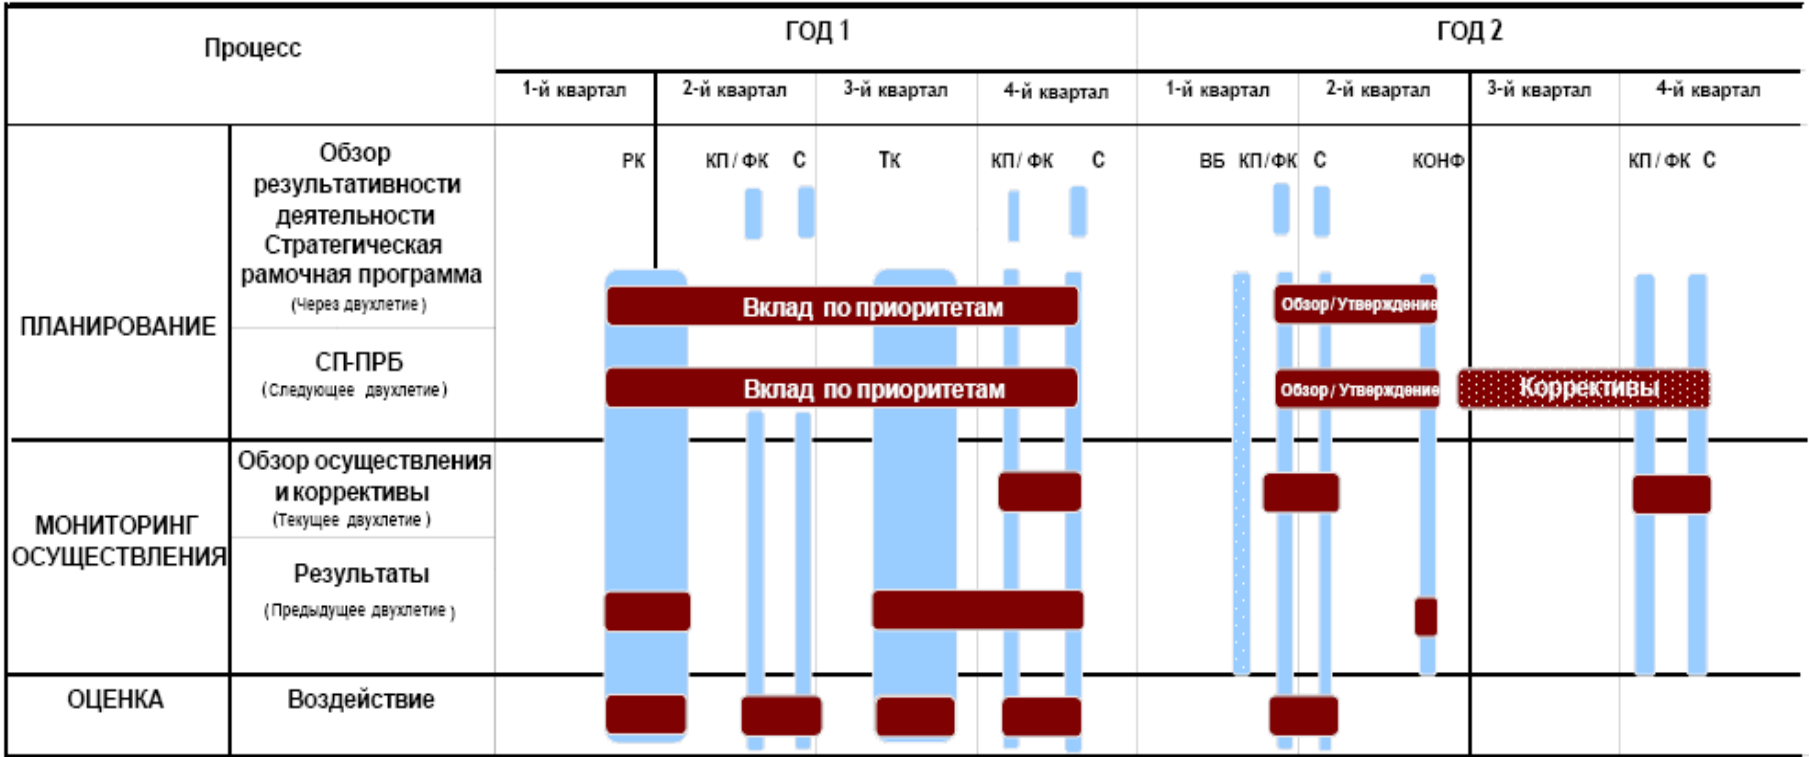 Процесс
ГОД 1
ГОД 2
1-й квартал
2-й квартал
3-й квартал
4-й квартал
1-й квартал
2-й квартал
3-й квартал
4-й квартал
РК
КП / ФК
С
Тк
КП / ФК
С
ВБ
КП/ФК
С
КОНФ
КП / ФК
С
ПЛАНИРОВАНИЕ
Обзор
результативности
деятельности
Стратегическая
рамочная программа
(Через двухлетие)
Вклад по приоритетам
Обзор / Утверждение
СП-ПРБ
(Следующее двухлетие)
Вклад по приоритетам
Обзор / Утверждение
Коррективы
МОНИТОРИНГ
ОСУЩЕСТВЛЕНИЯ
Обзор осуществления
и коррективы
(Текущее двухлетие)
Результаты
(Предыдущее двухлетие)
ОЦЕНКА
Воздействие